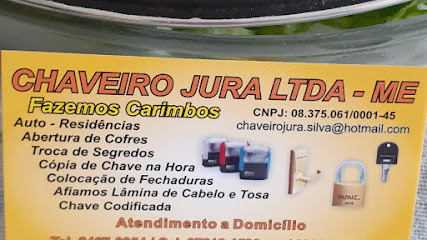 CHAVEIRO JURA LTDA - ME
Fazemos Carimbos
CNPJ: 08.375.061/0001-45
chaveirojura.silva@hotmail.com
Auto - Residências
Abertura de Cofres
Troca de Segredos
Cópia de Chave na Hora
Colocação de Fechaduras
Afiamos Lâmina de Cabelo e Tosa
Chave Codificada
PAPAIZ
Atendimento a Domicílio